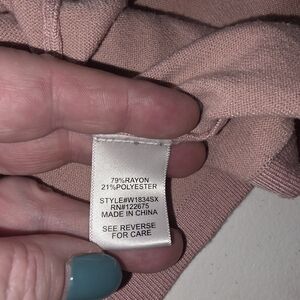 79%RAYON
21%POLYESTER
STYLE#W1834SX
RN#122675
MADE IN CHINA
SEE REVERSE
FOR CARE